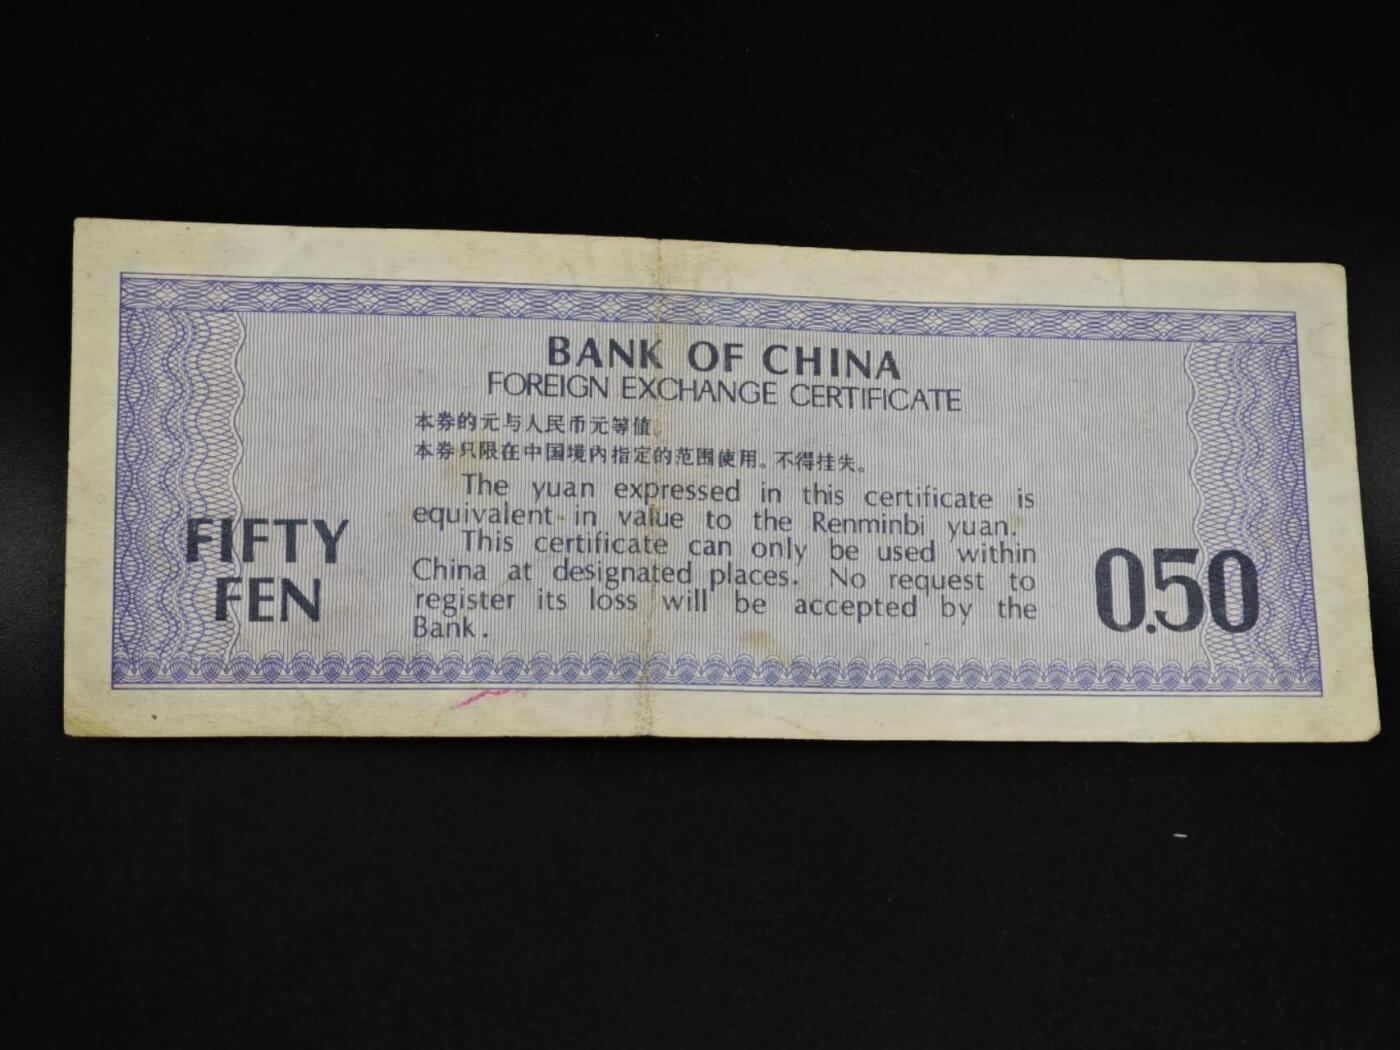 BANK OF CHINA
FOREIGN EXCHANGE CERTIFICATE
本券的元与人民币元等值。
本券只限在中国境内指定的范围使用。不得挂失。
The yuan expressed in this certificate is
equivalent in value to the Renminbi yuan.
This certificate can only be used within
China at designated places. No request to
register its loss will be accepted by the
Bank.
FIFTY
FEN
0.50